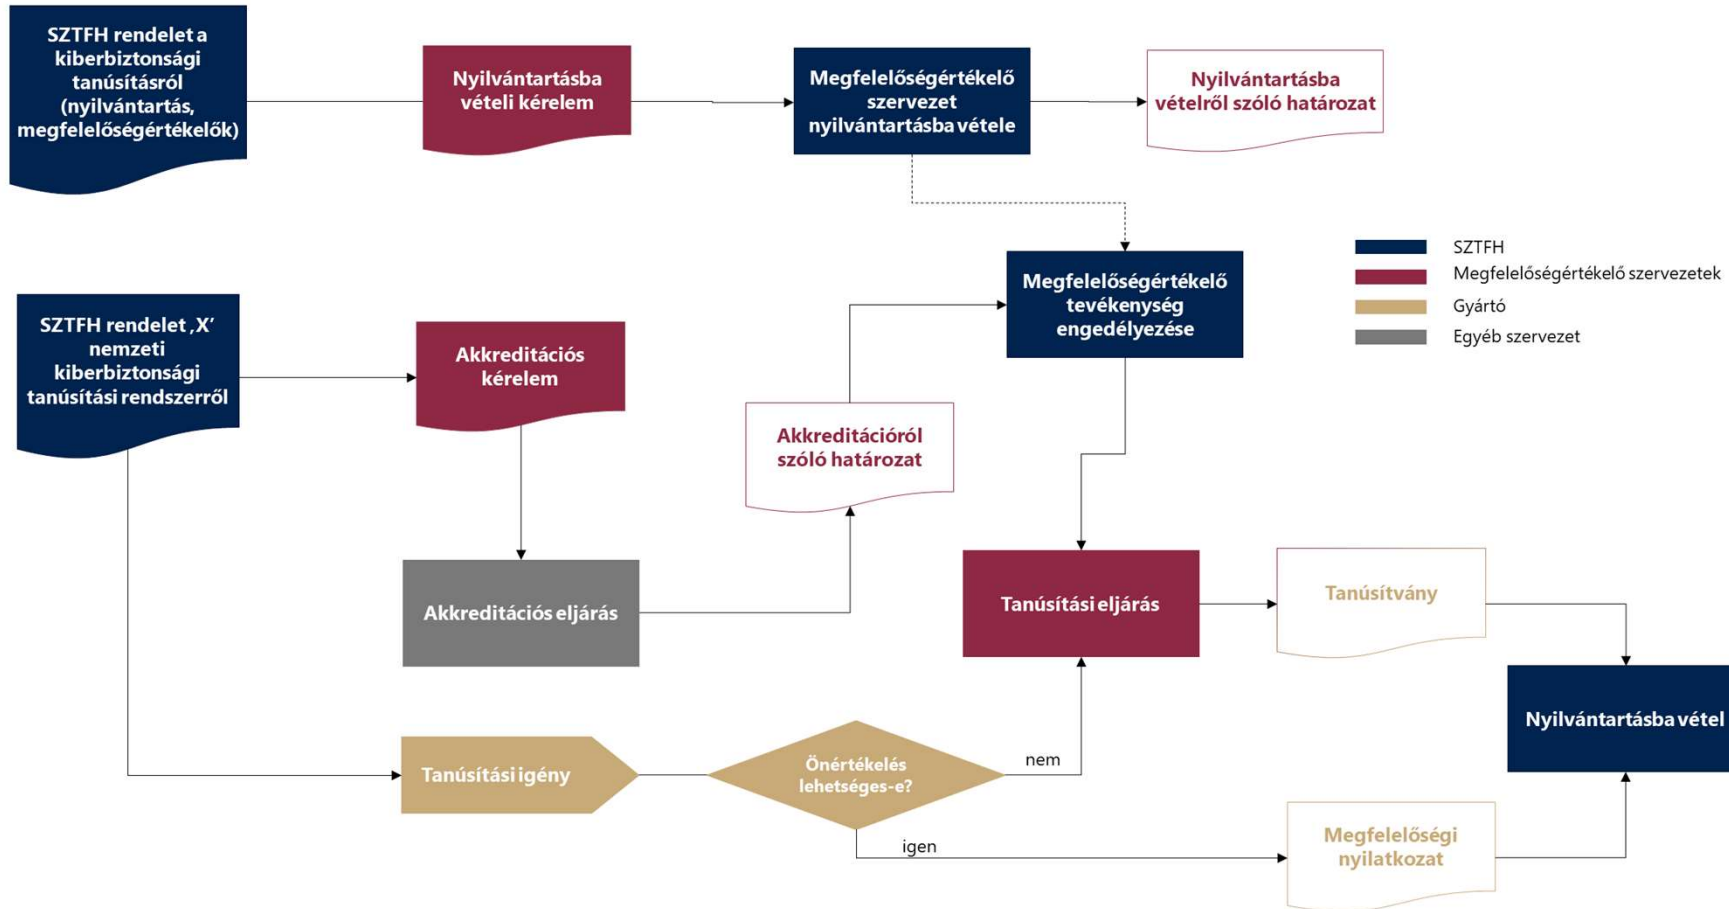 SZTFH rendelet a
kiberbiztonsági
tanúsításról
(nyilvántartás,
megfelelőségértékelők)
Nyilvántartásba
vételi kérelem
Megfelelőségértékelő
szervezet
nyilvántartásba vétele
Nyilvántartásba
vételről szóló határozat
SZTFH
Megfelelőségértékelő szervezetek
Gyártó
Egyéb szervezet
Megfelelőségértékelő
tevékenység
engedélyezése
SZTFH rendelet ‚X’
nemzeti
kiberbiztonsági
tanúsítási rendszerről
Akkreditációs
kérelem
Akkreditációról
szóló határozat
Akkreditációs eljárás
Tanúsítási eljárás
Tanúsítvány
Nyilvántartásba vétel
Tanúsítási igény
Önértékelés
lehetséges-e?
nem
igen
Megfelelőségi
nyilatkozat